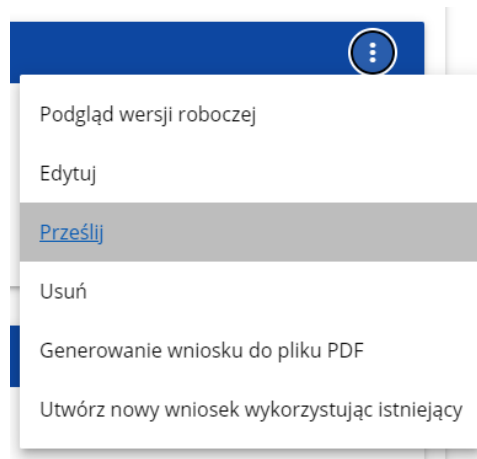 Podgląd wersji roboczej
Edytuj
Prześlij
Usuń
Generowanie wniosku do pliku PDF
Utwórz nowy wniosek wykorzystując istniejący